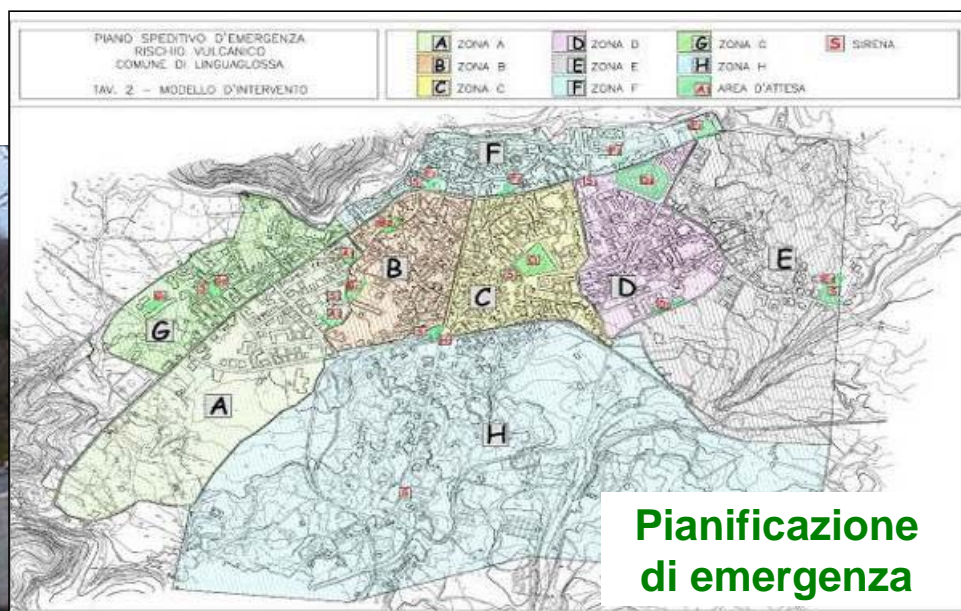 PIANO SPEDITIVO D'EMERGENZA
RISCHIO VULCANICO
COMUNE DI LINGUAGLOSSA
TAV. 2 - MODELLO D'INTERVENTO
A ZONA A
B ZONA B
C ZONA C
D ZONA D
E ZONA E
F ZONA F
G ZONA G
H ZONA H
A1 AREA D'ATTESA
S SIRENA
F
B
C
D
E
G
A
H
Pianificazione
di emergenza